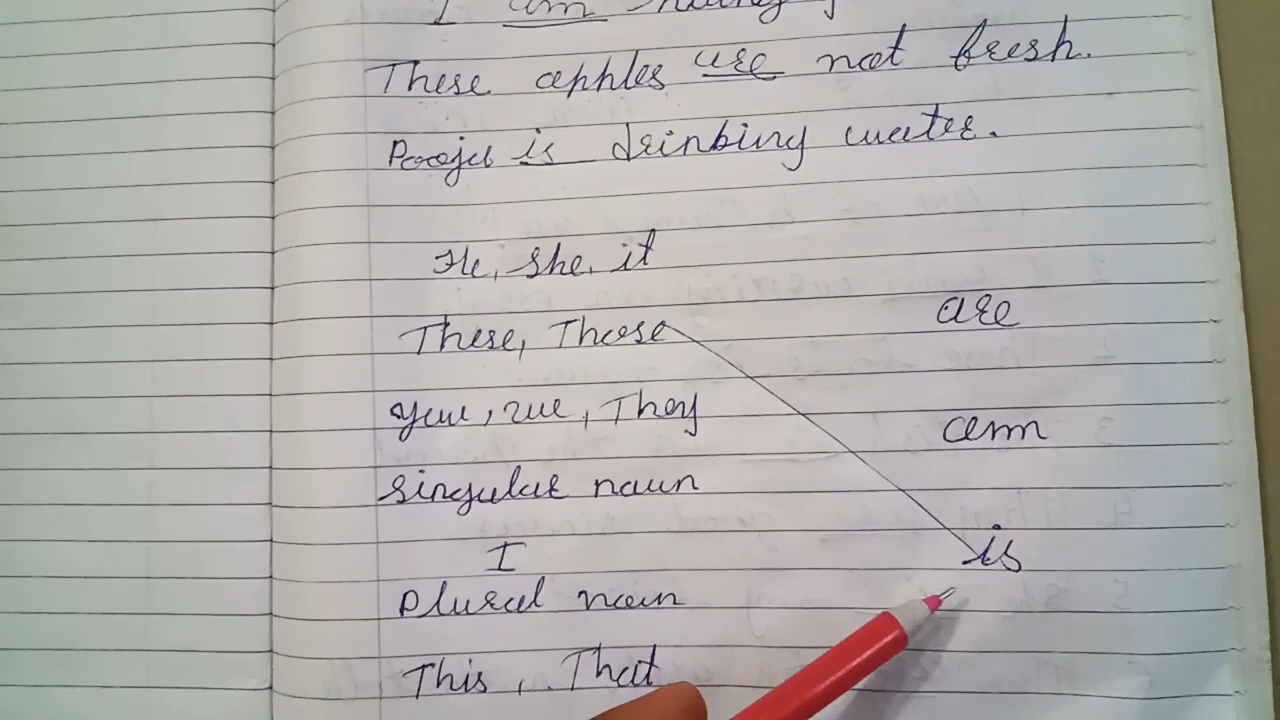 I am
These apples are not fresh.
Pooja is drinking water.
He, she, it
These, Those
are
you, we, They
am
singular noun
I
is
plural noun
This, That